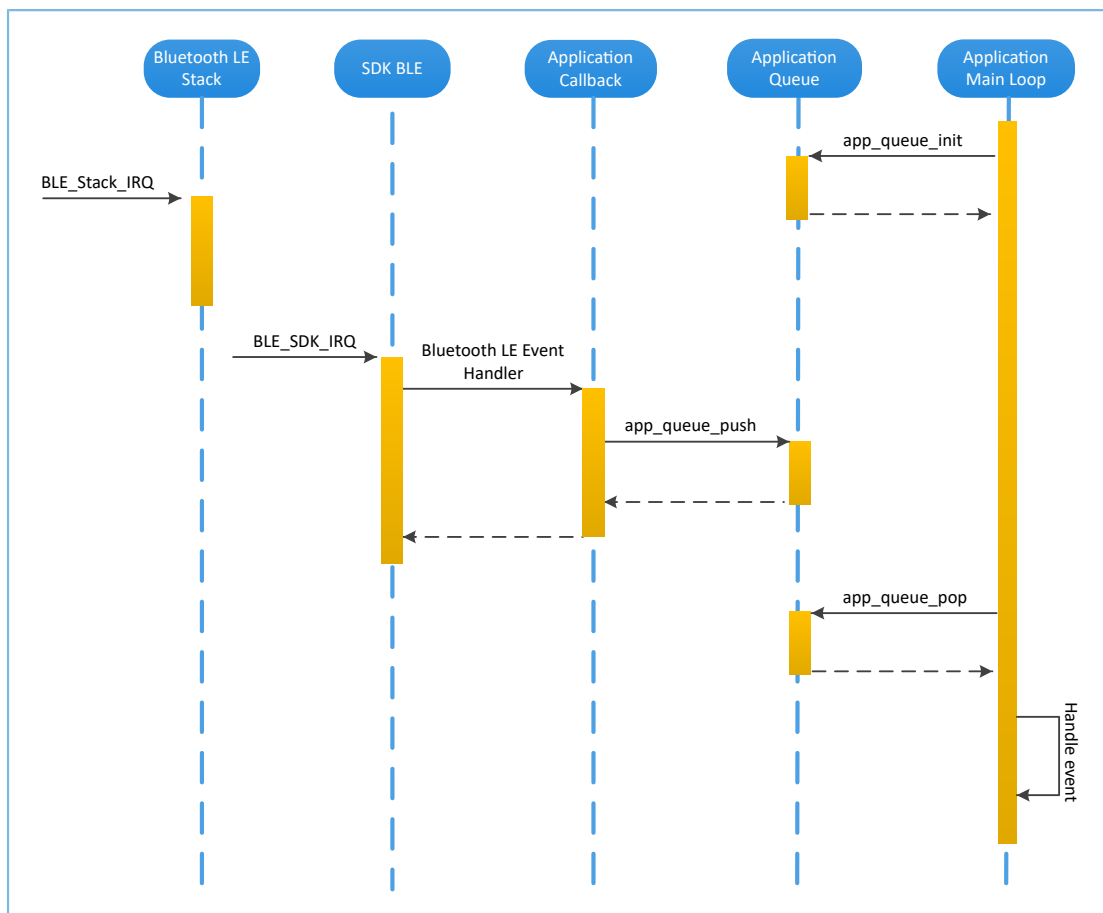 Bluetooth LE
Stack
SDK BLE
Application
Callback
Application
Queue
Application
Main Loop
app_queue_init
BLE_Stack_IRQ
BLE_SDK_IRQ
Bluetooth LE Event
Handler
app_queue_push
app_queue_pop
Handle event